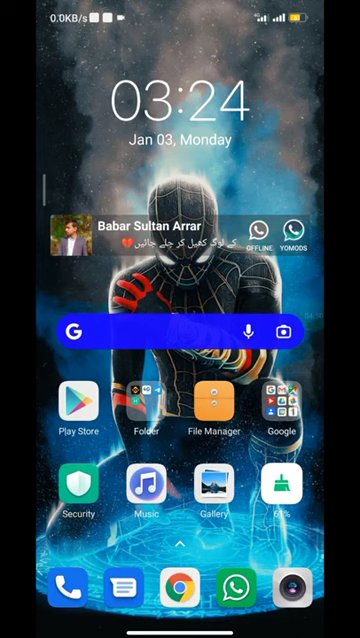 0.0KB/s
03:24
Jan 03, Monday
Babar Sultan Arrar
کے لوگ کھیل کر چلے جائیں💔
OFFLINE
YOMODS
Play Store
Folder
File Manager
Google
Security
Music
Gallery
61%